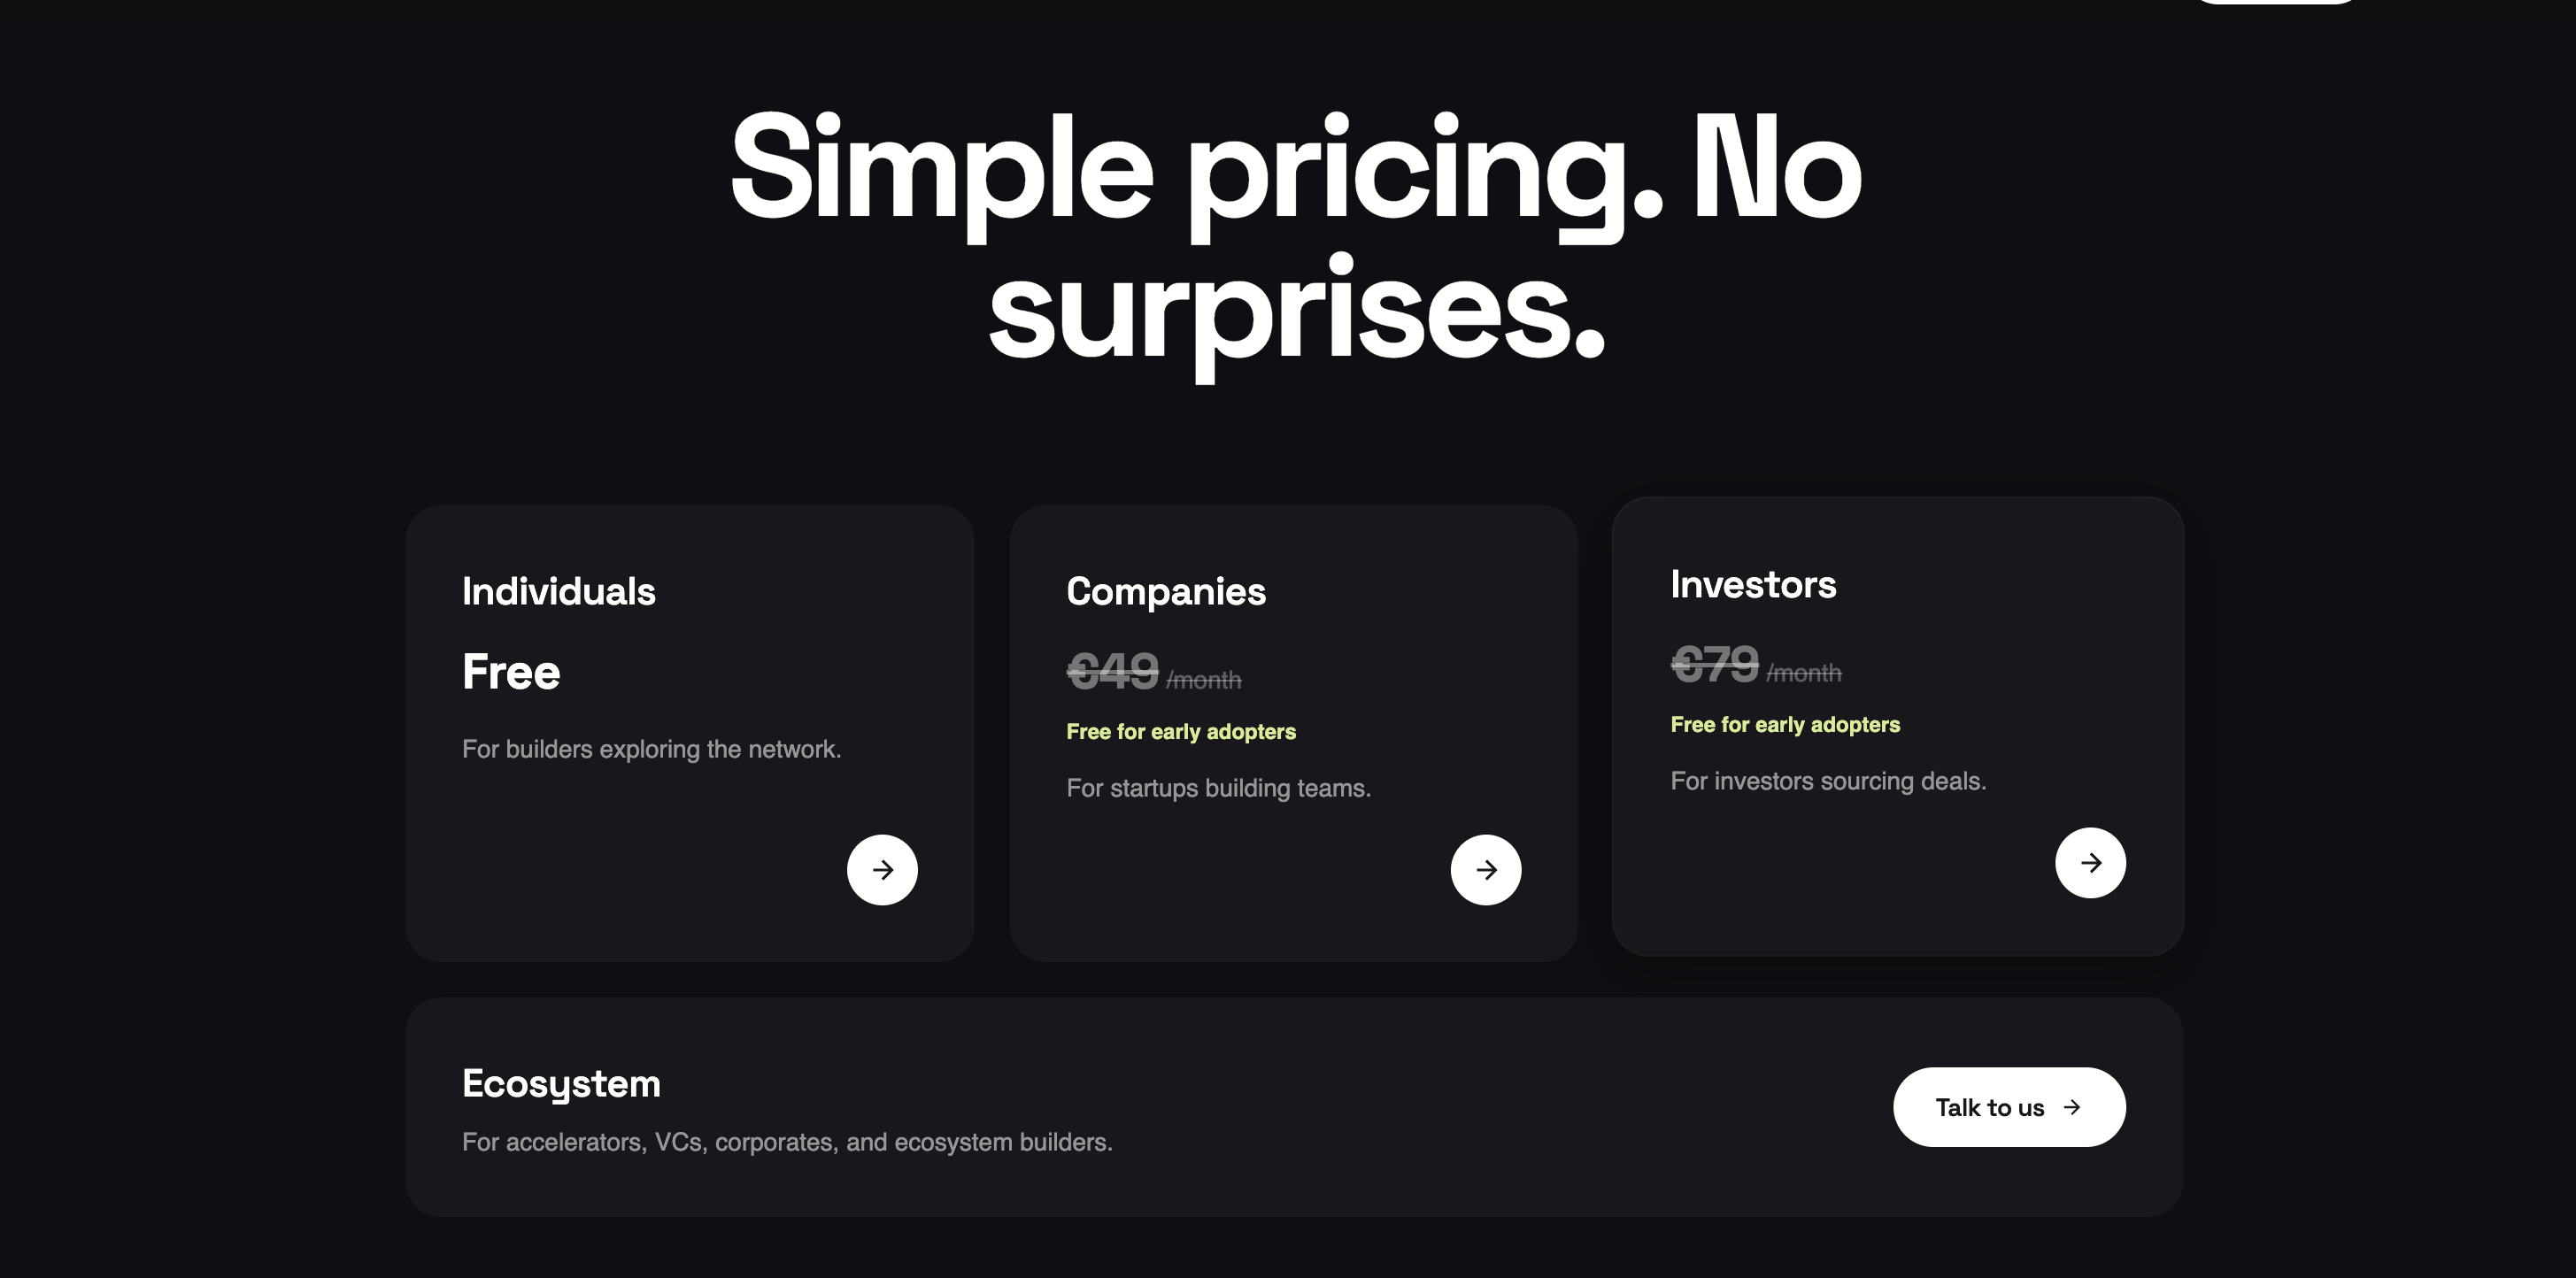 Simple pricing. No
surprises.
Individuals
Free
For builders exploring the network.
Companies
€49 /month
Free for early adopters
For startups building teams.
Investors
€79 /month
Free for early adopters
For investors sourcing deals.
Ecosystem
For accelerators, VCs, corporates, and ecosystem builders.
Talk to us →